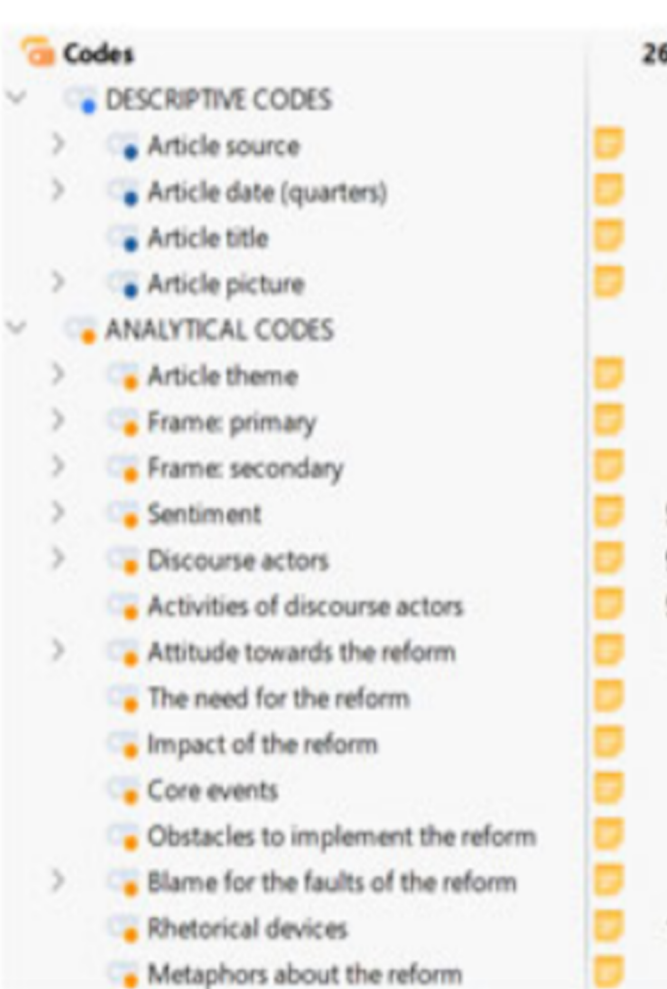 Codes 26
DESCRIPTIVE CODES
Article source
Article date (quarters)
Article title
Article picture
ANALYTICAL CODES
Article theme
Frame: primary
Frame: secondary
Sentiment
Discourse actors
Activities of discourse actors
Attitude towards the reform
The need for the reform
Impact of the reform
Core events
Obstacles to implement the reform
Blame for the faults of the reform
Rhetorical devices
Metaphors about the reform